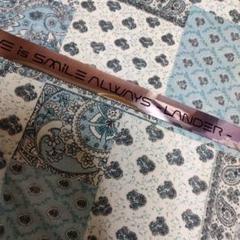 E is SMiLE ALWAYS - LANDER -